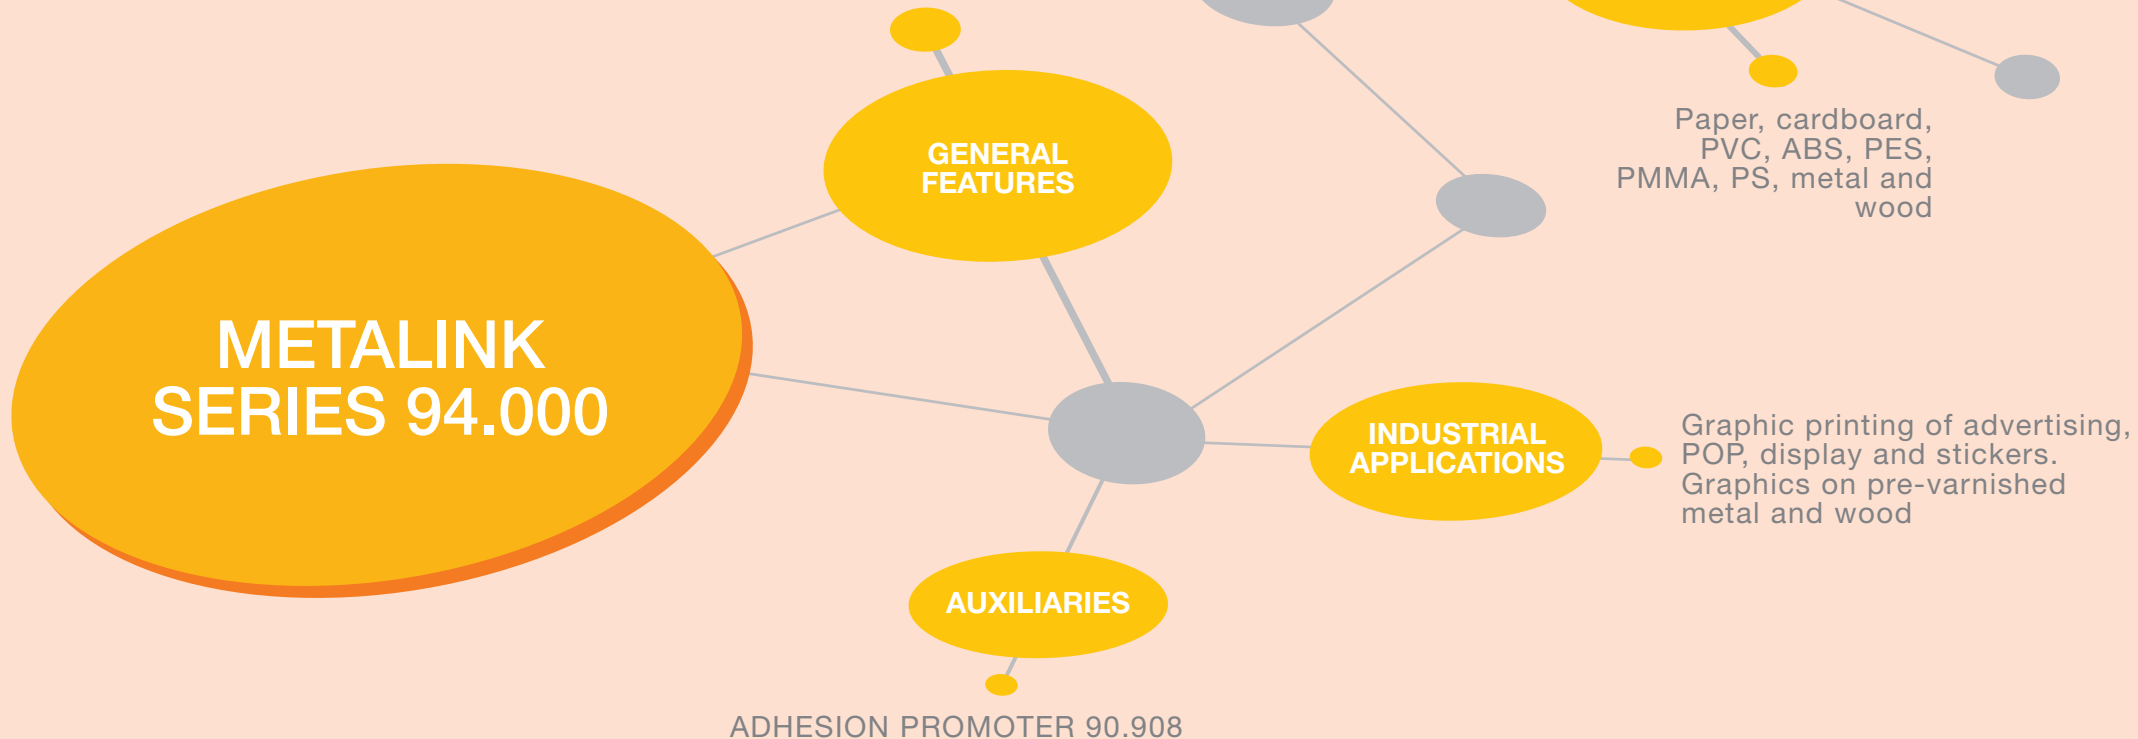 GENERAL
FEATURES
Paper, cardboard,
PVC, ABS, PES,
PMMA, PS, metal and
wood
METALINK
SERIES 94.000
INDUSTRIAL
APPLICATIONS
Graphic printing of advertising,
POP, display and stickers.
Graphics on pre-varnished
metal and wood
AUXILIARIES
ADHESION PROMOTER 90.908